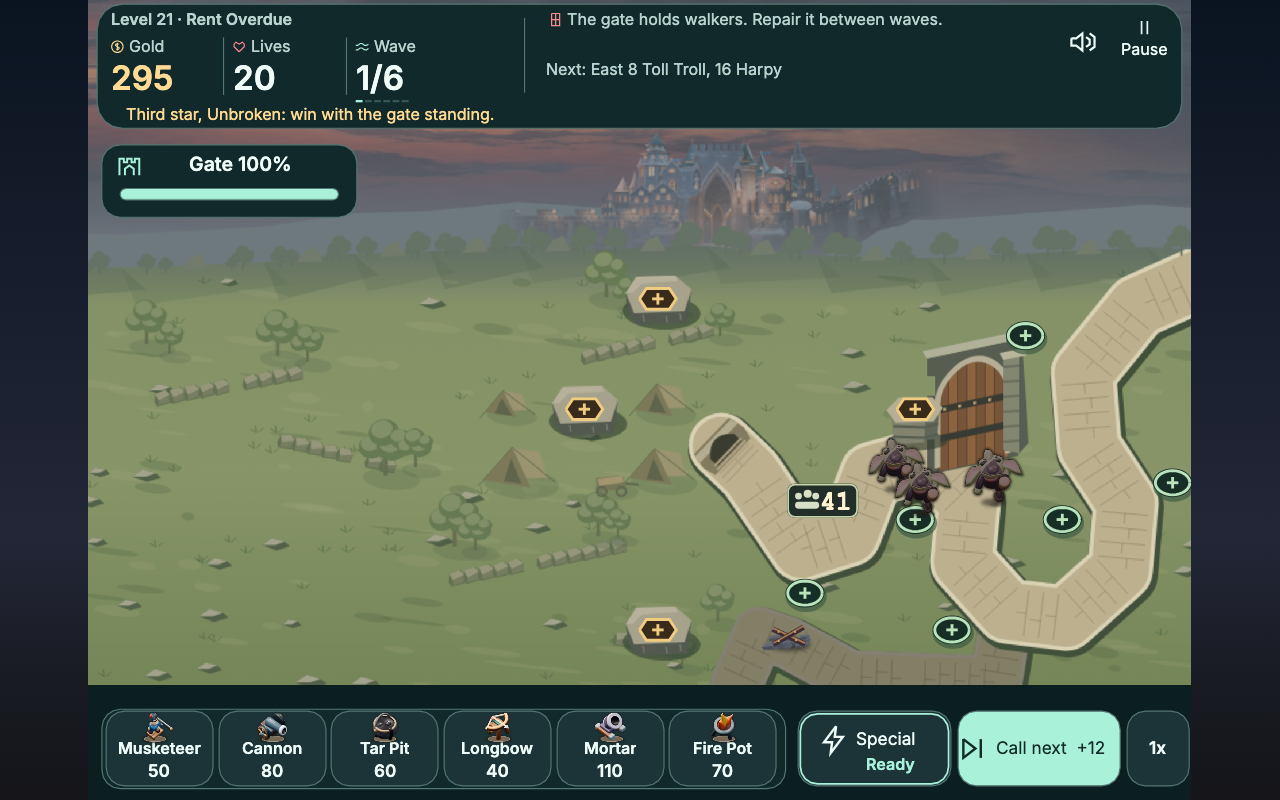 Level 21 · Rent Overdue
Gold
295
Lives
20
Wave
1/6
The gate holds walkers. Repair it between waves.
Next: East 8 Toll Troll, 16 Harpy
Pause
Third star, Unbroken: win with the gate standing.
Gate 100%
41
Musketeer
50
Cannon
80
Tar Pit
60
Longbow
40
Mortar
110
Fire Pot
70
Special
Ready
Call next +12
1x